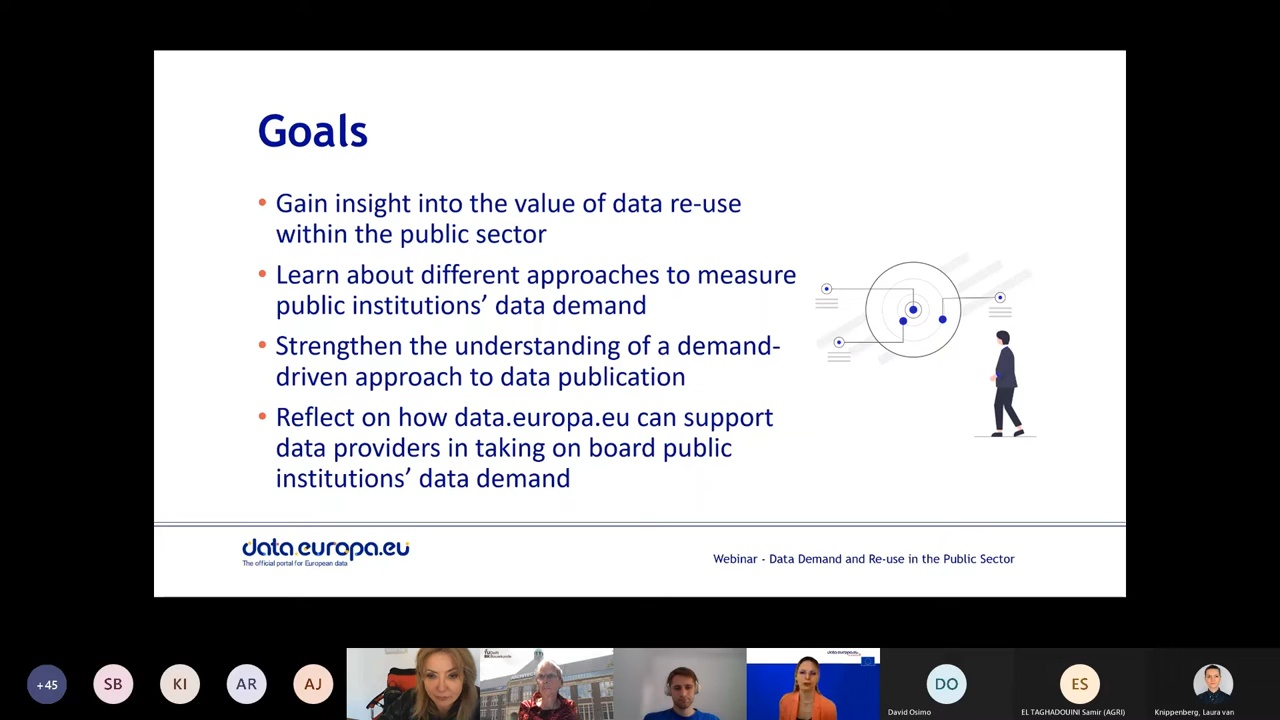 Goals
• Gain insight into the value of data re-use
within the public sector
• Learn about different approaches to measure
public institutions’ data demand
• Strengthen the understanding of a demand-
driven approach to data publication
• Reflect on how data.europa.eu can support
data providers in taking on board public
institutions’ data demand
data.europa.eu
The official portal for European data
Webinar - Data Demand and Re-use in the Public Sector
+45
SB
KI
AR
AJ
data.europa.eu
DO
David Osimo
ES
EL TAGHADOUINI Samir (AGRI)
Knippenberg, Laura van